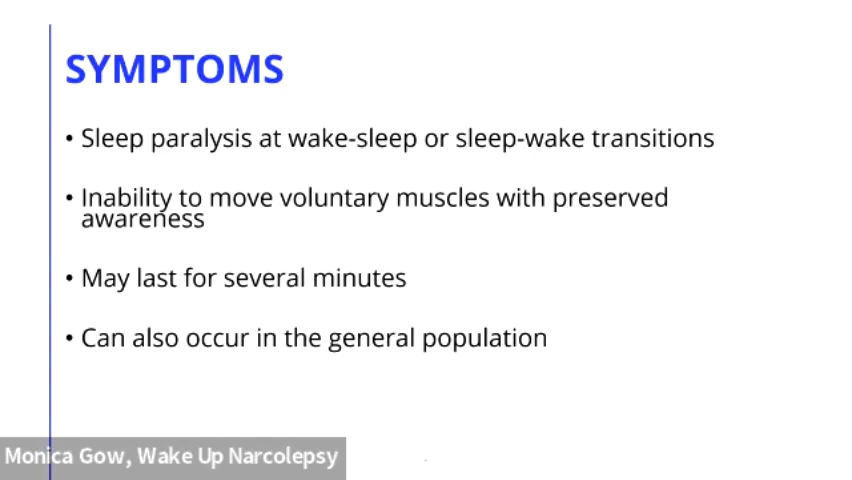 SYMPTOMS
• Sleep paralysis at wake-sleep or sleep-wake transitions
• Inability to move voluntary muscles with preserved
awareness
• May last for several minutes
• Can also occur in the general population
Monica Gow, Wake Up Narcolepsy